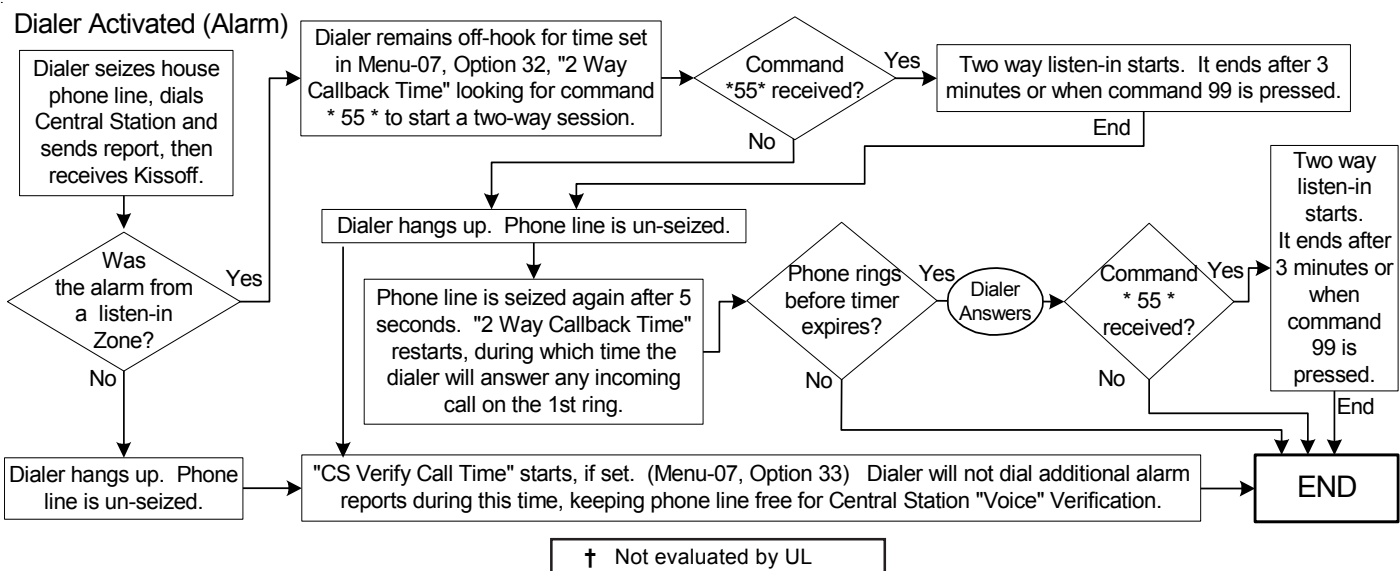 Dialer Activated (Alarm)
Dialer seizes house
phone line, dials
Central Station and
sends report, then
receives Kissoff.
Was
the alarm from
a listen-in
Zone?
Yes
No
Dialer hangs up. Phone
line is un-seized.
Dialer remains off-hook for time set
in Menu-07, Option 32, "2 Way
Callback Time" looking for command
* 55 * to start a two-way session.
Command
*55* received?
Yes
No
Two way listen-in starts. It ends after 3
minutes or when command 99 is pressed.
End
Dialer hangs up. Phone line is un-seized.
Phone line is seized again after 5
seconds. "2 Way Callback Time"
restarts, during which time the
dialer will answer any incoming
call on the 1st ring.
Phone rings
before timer
expires?
Yes
No
Dialer
Answers
Command
* 55 *
received?
Yes
No
Two way
listen-in
starts.
It ends after
3 minutes or
when
command
99 is
pressed.
End
"CS Verify Call Time" starts, if set. (Menu-07, Option 33) Dialer will not dial additional alarm
reports during this time, keeping phone line free for Central Station "Voice" Verification.
END
† Not evaluated by UL